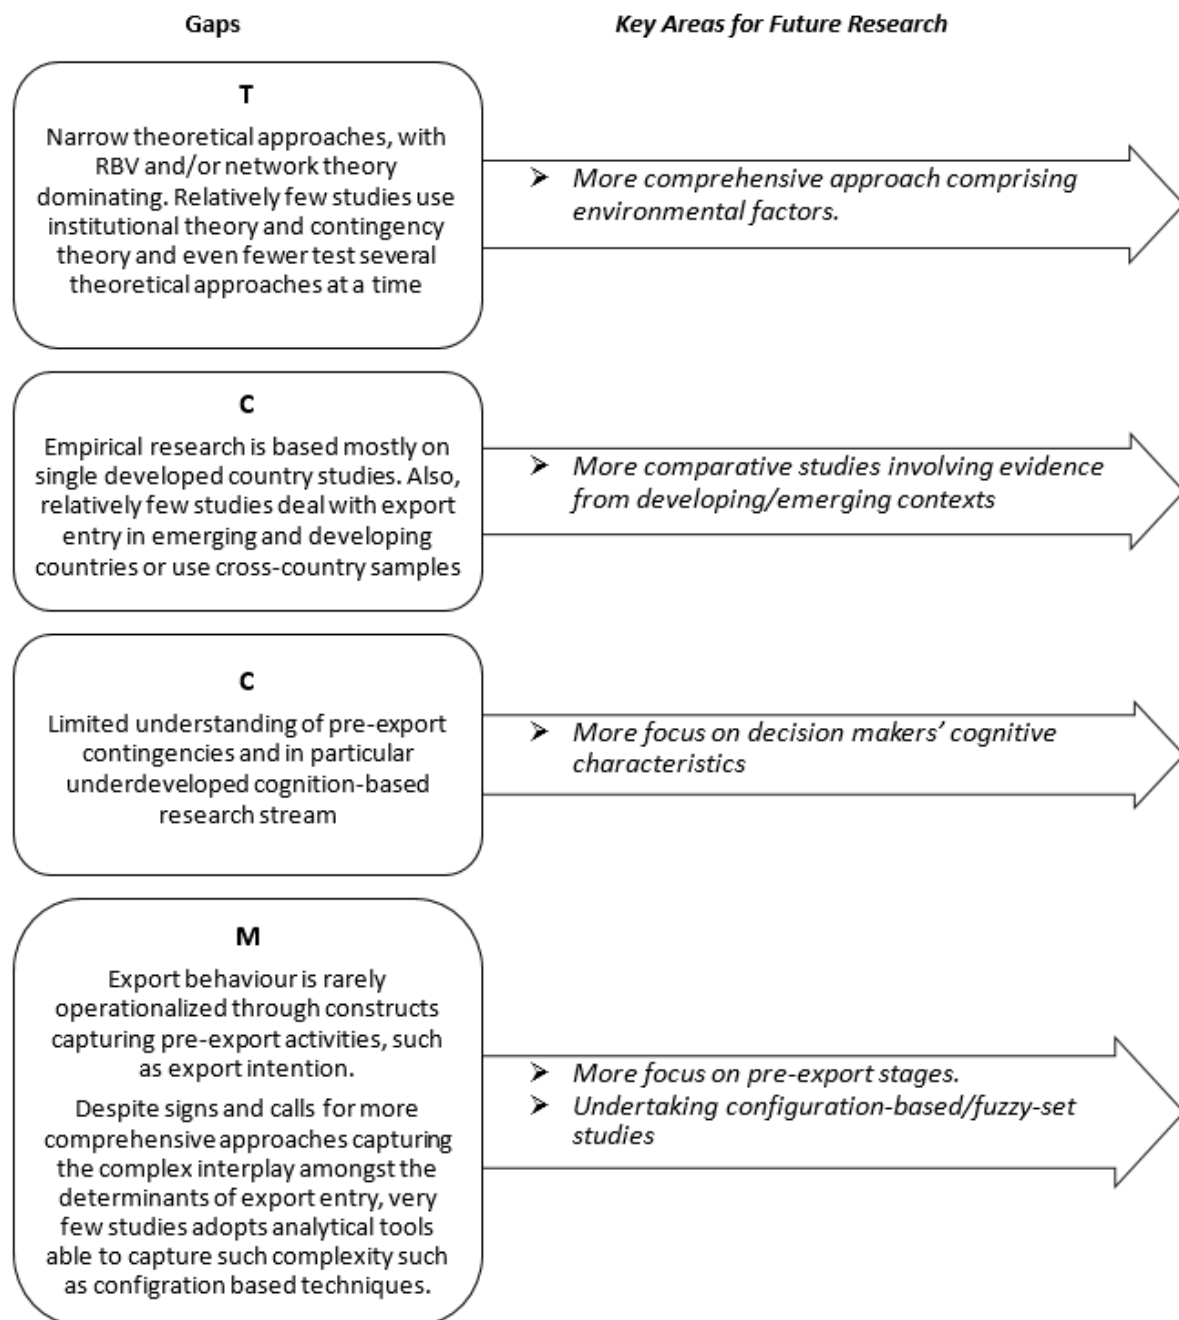 Gaps
Key Areas for Future Research
T
Narrow theoretical approaches, with
RBV and/or network theory
dominating. Relatively few studies use
institutional theory and contingency
theory and even fewer test several
theoretical approaches at a time
➤ More comprehensive approach comprising
environmental factors.
C
Empirical research is based mostly on
single developed country studies. Also,
relatively few studies deal with export
entry in emerging and developing
countries or use cross-country samples
➤ More comparative studies involving evidence
from developing/emerging contexts
C
Limited understanding of pre-export
contingencies and in particular
underdeveloped cognition-based
research stream
➤ More focus on decision makers’ cognitive
characteristics
M
Export behaviour is rarely
operationalized through constructs
capturing pre-export activities, such
as export intention.
Despite signs and calls for more
comprehensive approaches capturing
the complex interplay amongst the
determinants of export entry, very
few studies adopts analytical tools
able to capture such complexity such
as configration based techniques.
➤ More focus on pre-export stages.
➤ Undertaking configuration-based/fuzzy-set
studies